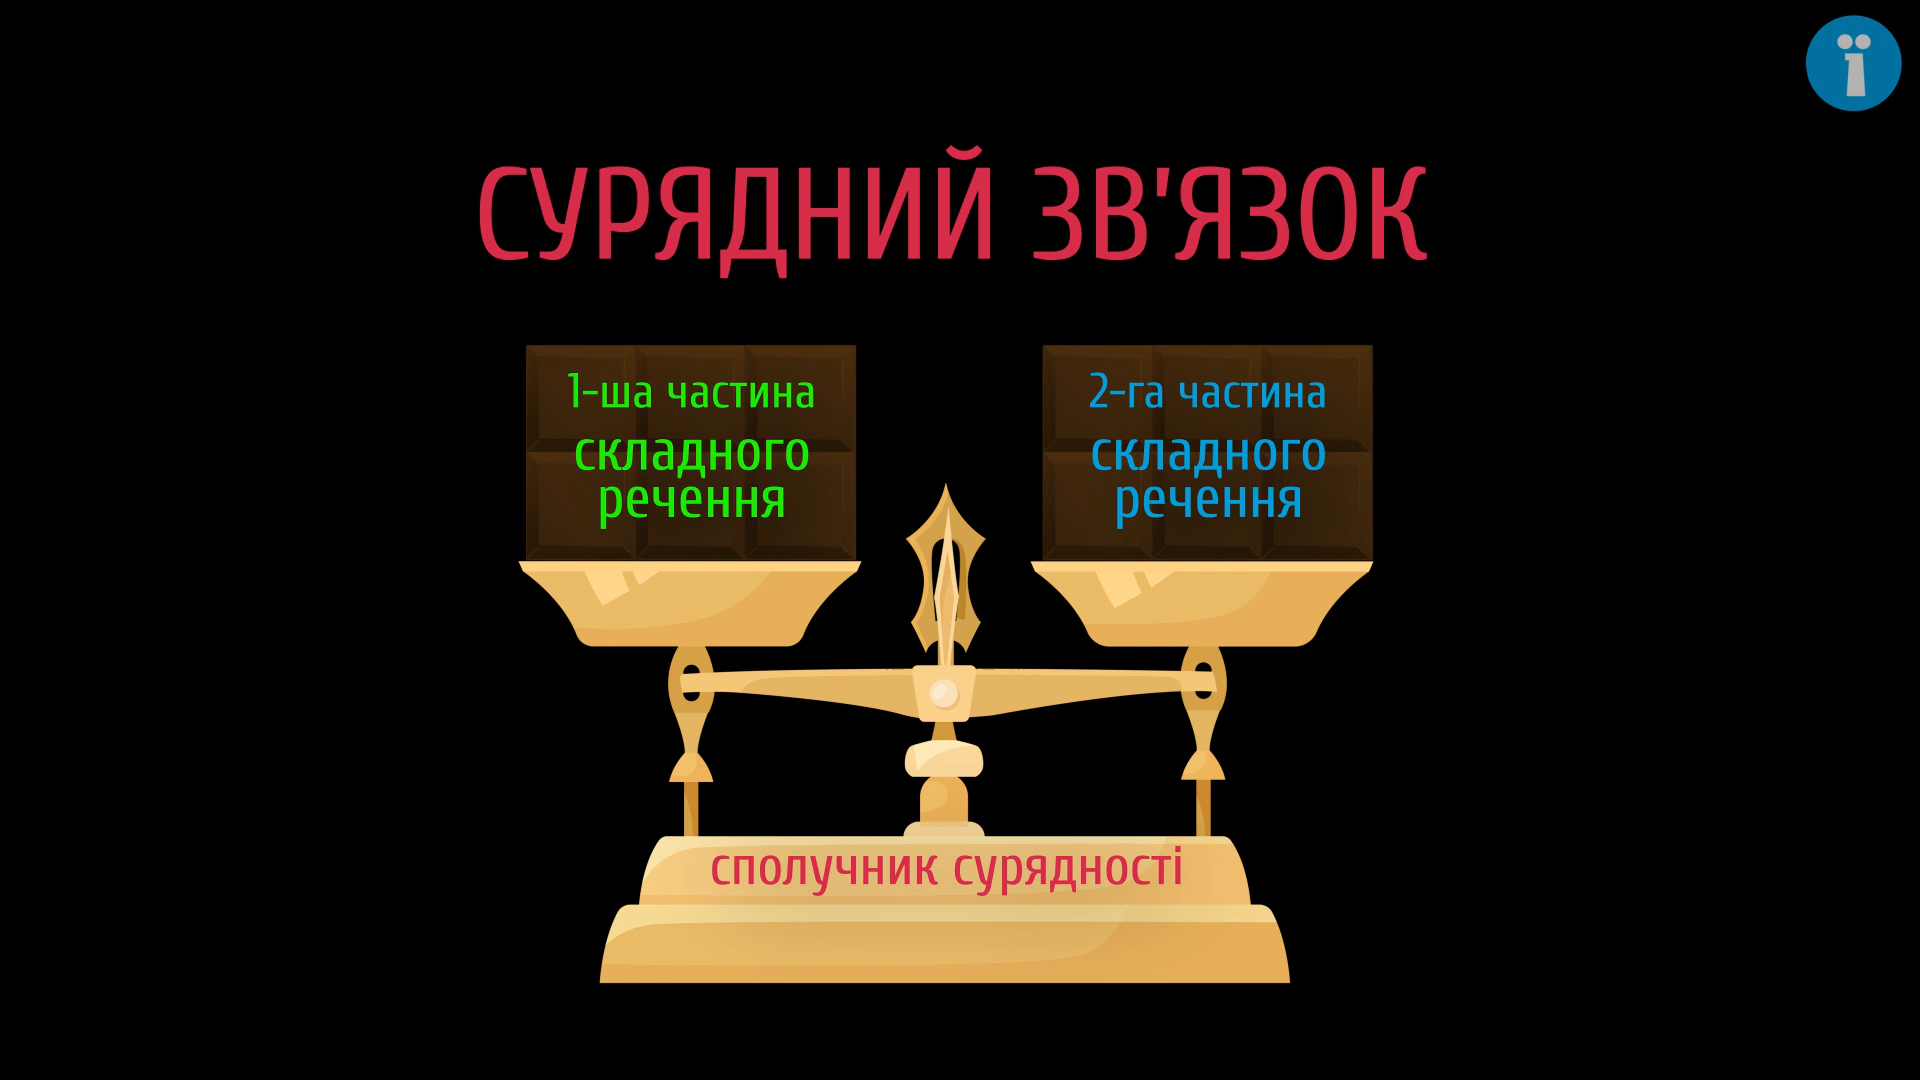 ї
СУРЯДНИЙ ЗВ'ЯЗОК
1-ша частина
складного
речення
2-га частина
складного
речення
сполучник сурядності